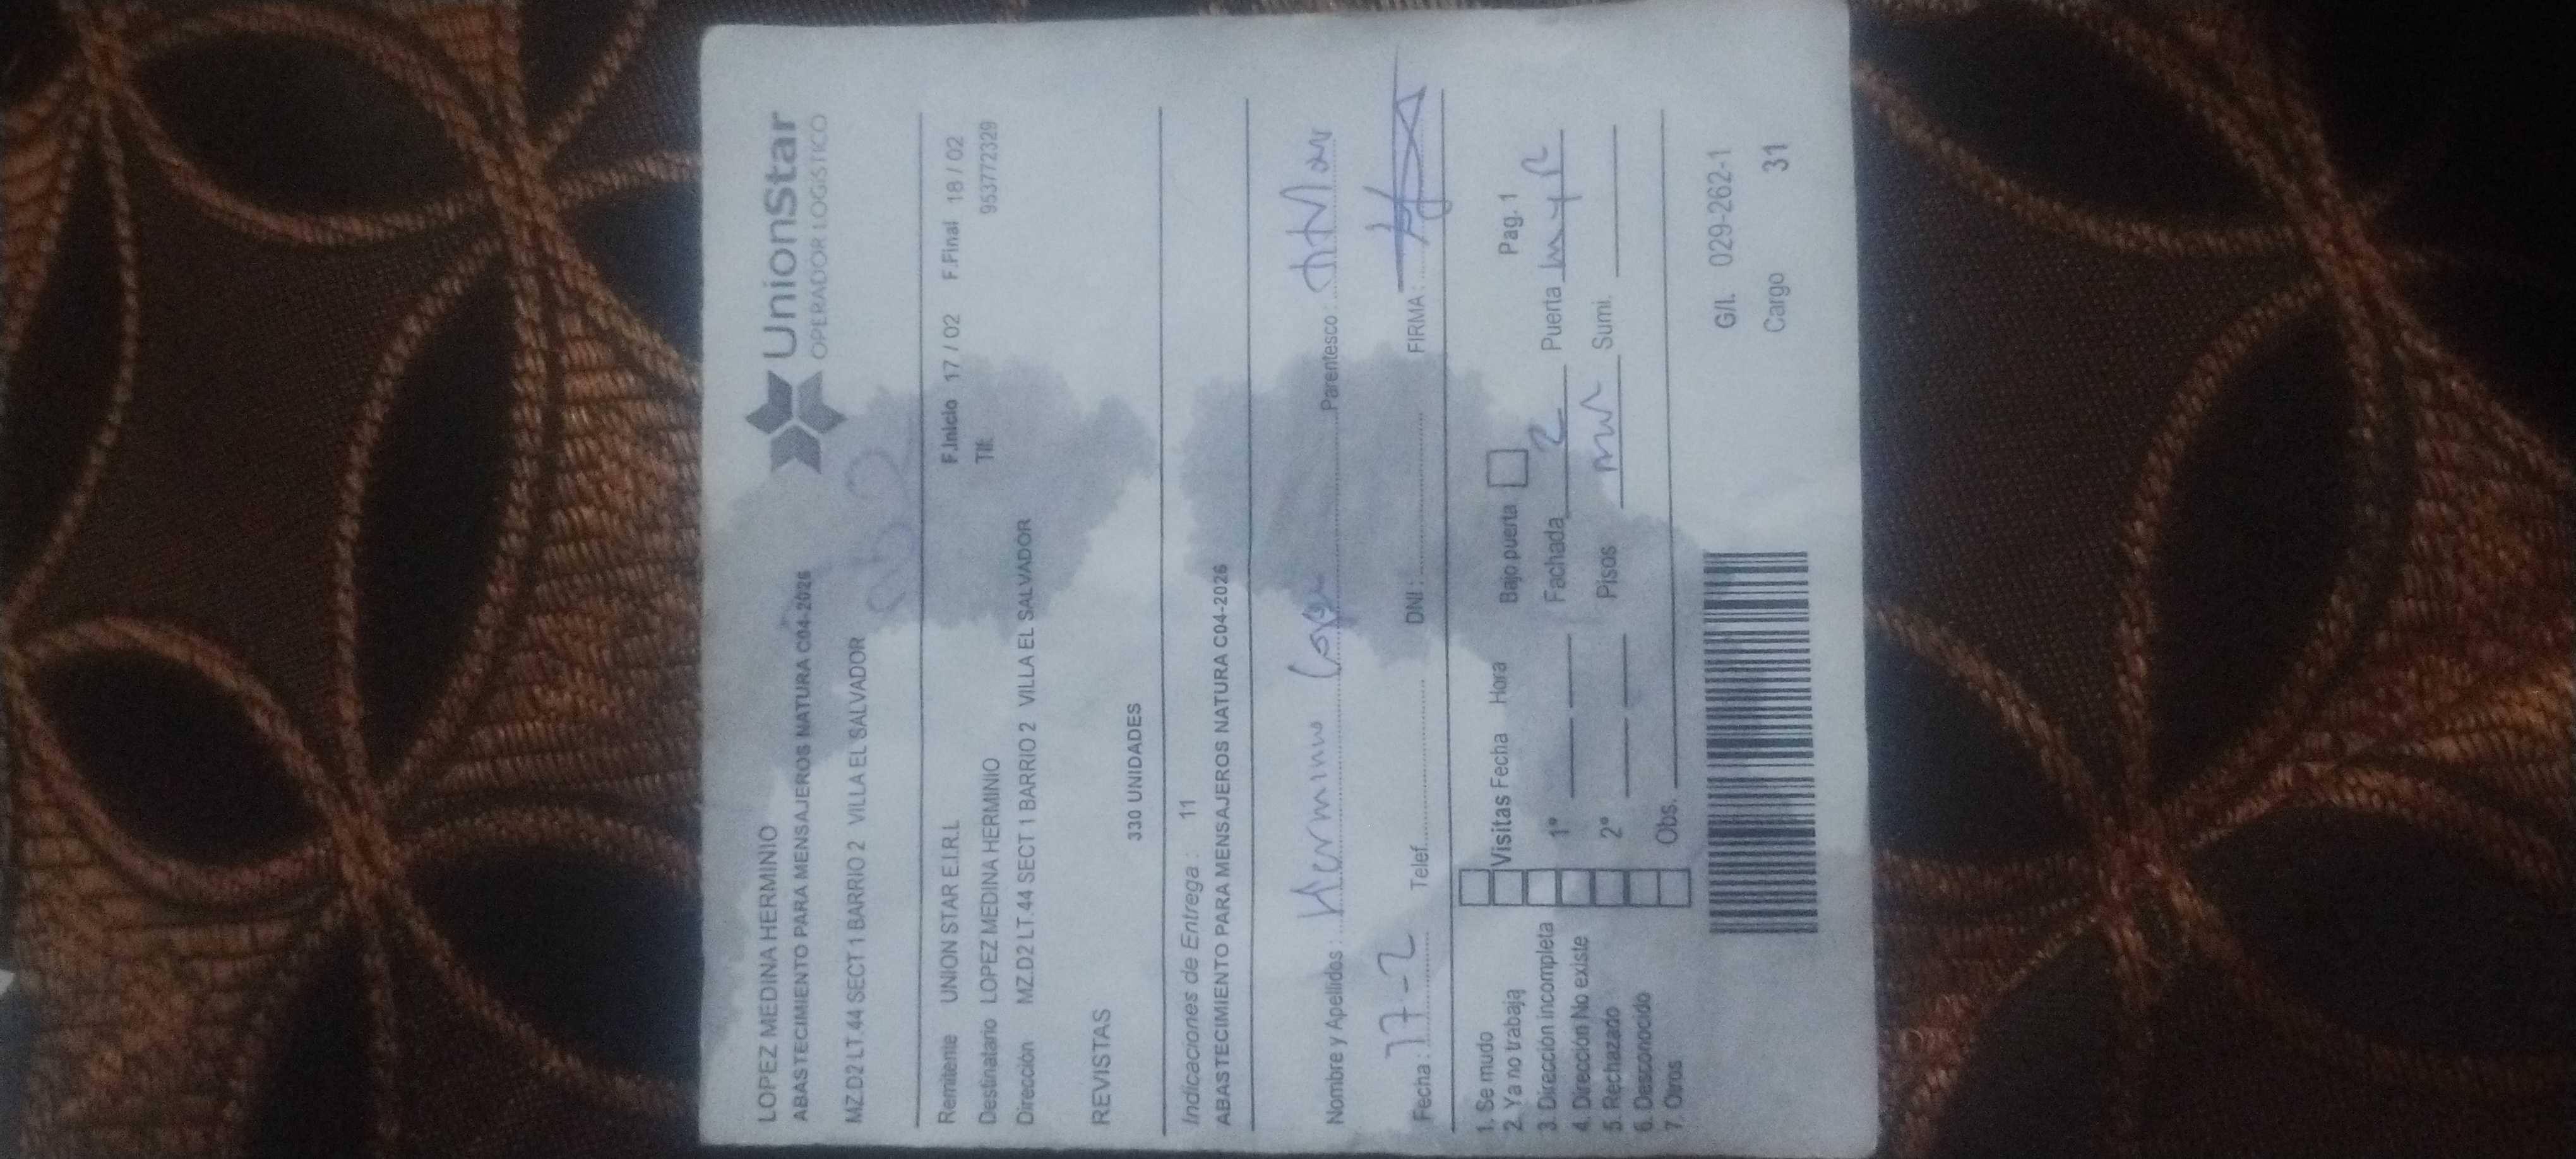 UnionStar
OPERADOR LOGÍSTICO
LOPEZ MEDINA HERMINIO
ABASTECIMIENTO PARA MENSAJEROS NATURA C04-2026
MZ.D2 LT.44 SECT 1 BARRIO 2 VILLA EL SALVADOR
Remitente UNION STAR E.I.R.L F.Inicio 17 / 02 F.Final 18 / 02
Destinatario LOPEZ MEDINA HERMINIO Tlf: 953772329
Dirección MZ.D2 LT.44 SECT 1 BARRIO 2 VILLA EL SALVADOR
REVISTAS
330 UNIDADES
Indicaciones de Entrega : 11
ABASTECIMIENTO PARA MENSAJEROS NATURA C04-2026
Nombre y Apellidos : Herminio Parentesco :
Fecha : 17-2 Telef. DNI : FIRMA :
1. Se mudo Visitas Fecha Hora Bajo puerta Pag. 1
2. Ya no trabaja
3. Dirección incompleta 1° Fachada 2 Puerta
4. Dirección No existe
5. Rechazado 2° Pisos Sumi.
6. Desconocido
7. Otros Obs.
G/I. 029-262-1
Cargo 31